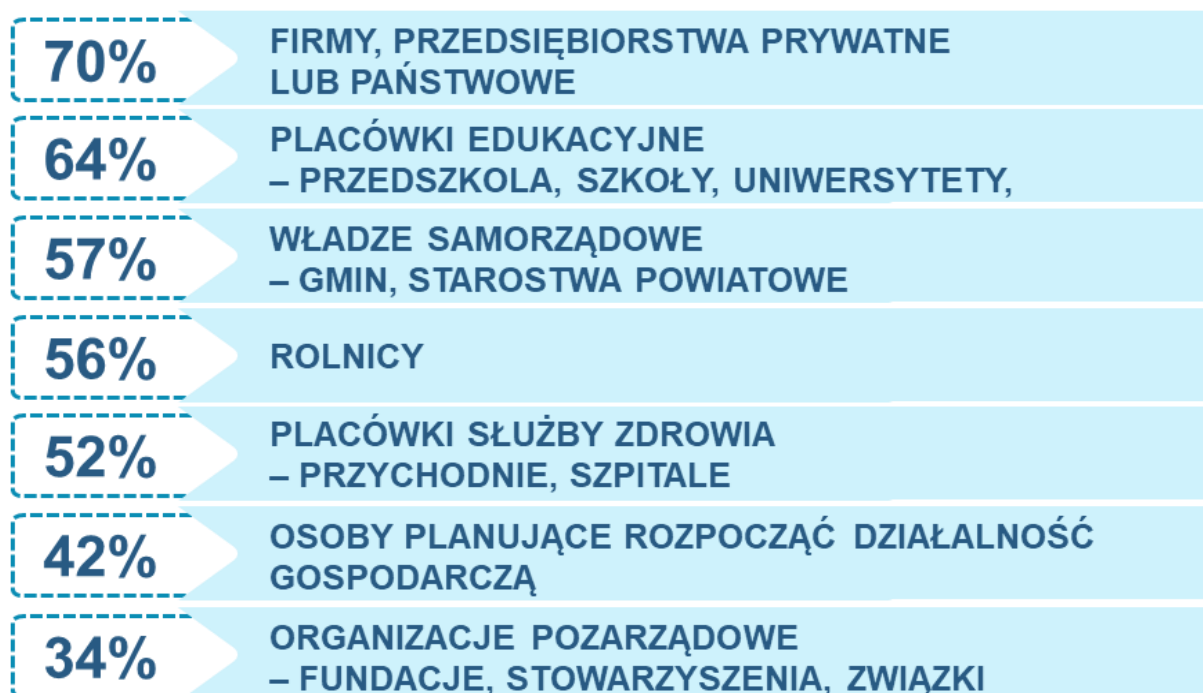 70%
FIRMY, PRZEDSIĘBIORSTWA PRYWATNE
LUB PAŃSTWOWE
64%
PLACÓWKI EDUKACYJNE
– PRZEDSZKOLA, SZKOŁY, UNIWERSYTETY,
57%
WŁADZE SAMORZĄDOWE
– GMIN, STAROSTWA POWIATOWE
56%
ROLNICY
52%
PLACÓWKI SŁUŻBY ZDROWIA
– PRZYCHODNIE, SZPITALE
42%
OSOBY PLANUJĄCE ROZPOCZĄĆ DZIAŁALNOŚĆ
GOSPODARCZĄ
34%
ORGANIZACJE POZARZĄDOWE
– FUNDACJE, STOWARZYSZENIA, ZWIĄZKI